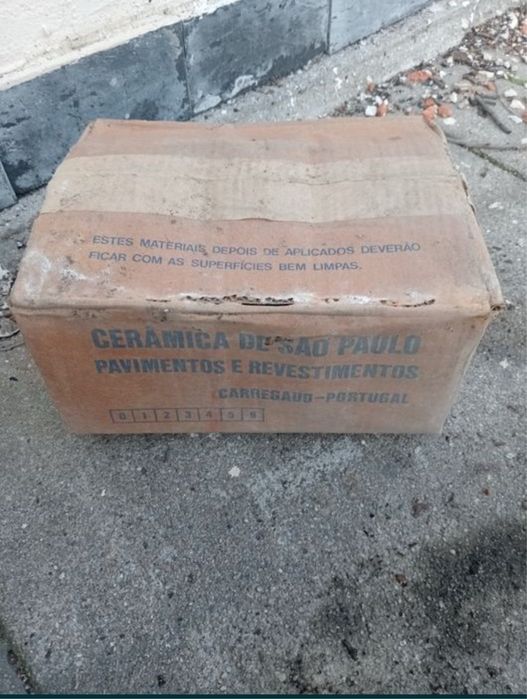 ESTES MATERIAIS DEPOIS DE APLICADOS DEVERÃO
FICAR COM AS SUPERFÍCIES BEM LIMPAS.
CERÂMICA DE SÃO PAULO
PAVIMENTOS E REVESTIMENTOS
CARREGADO-PORTUGAL
0 1 2 3 4 5 6